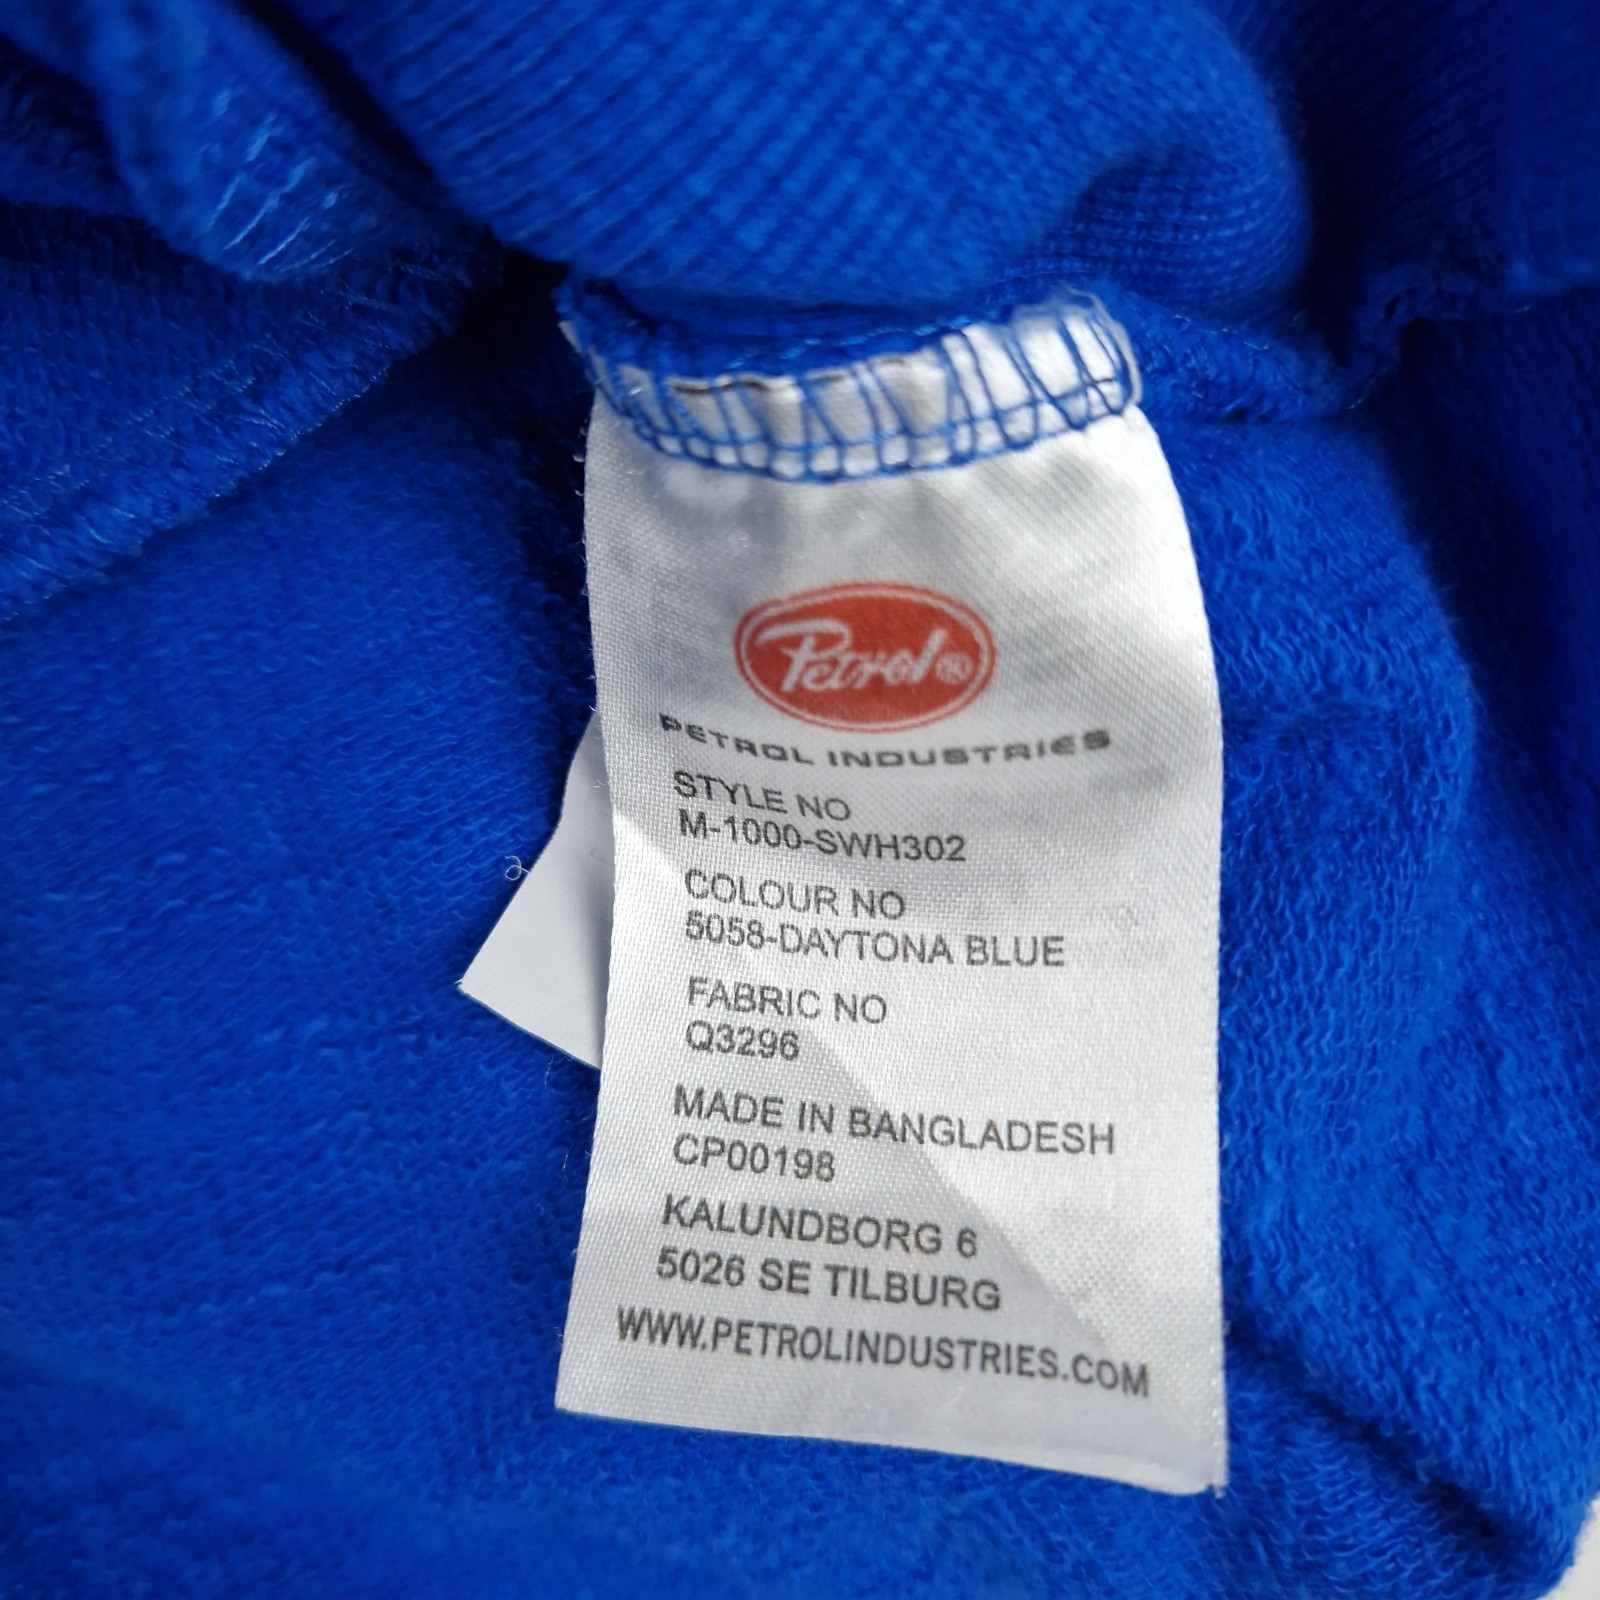 Petrol®
PETROL INDUSTRIES
STYLE NO
M-1000-SWH302
COLOUR NO
5058-DAYTONA BLUE
FABRIC NO
Q3296
MADE IN BANGLADESH
CP00198
KALUNDBORG 6
5026 SE TILBURG
WWW.PETROLINDUSTRIES.COM